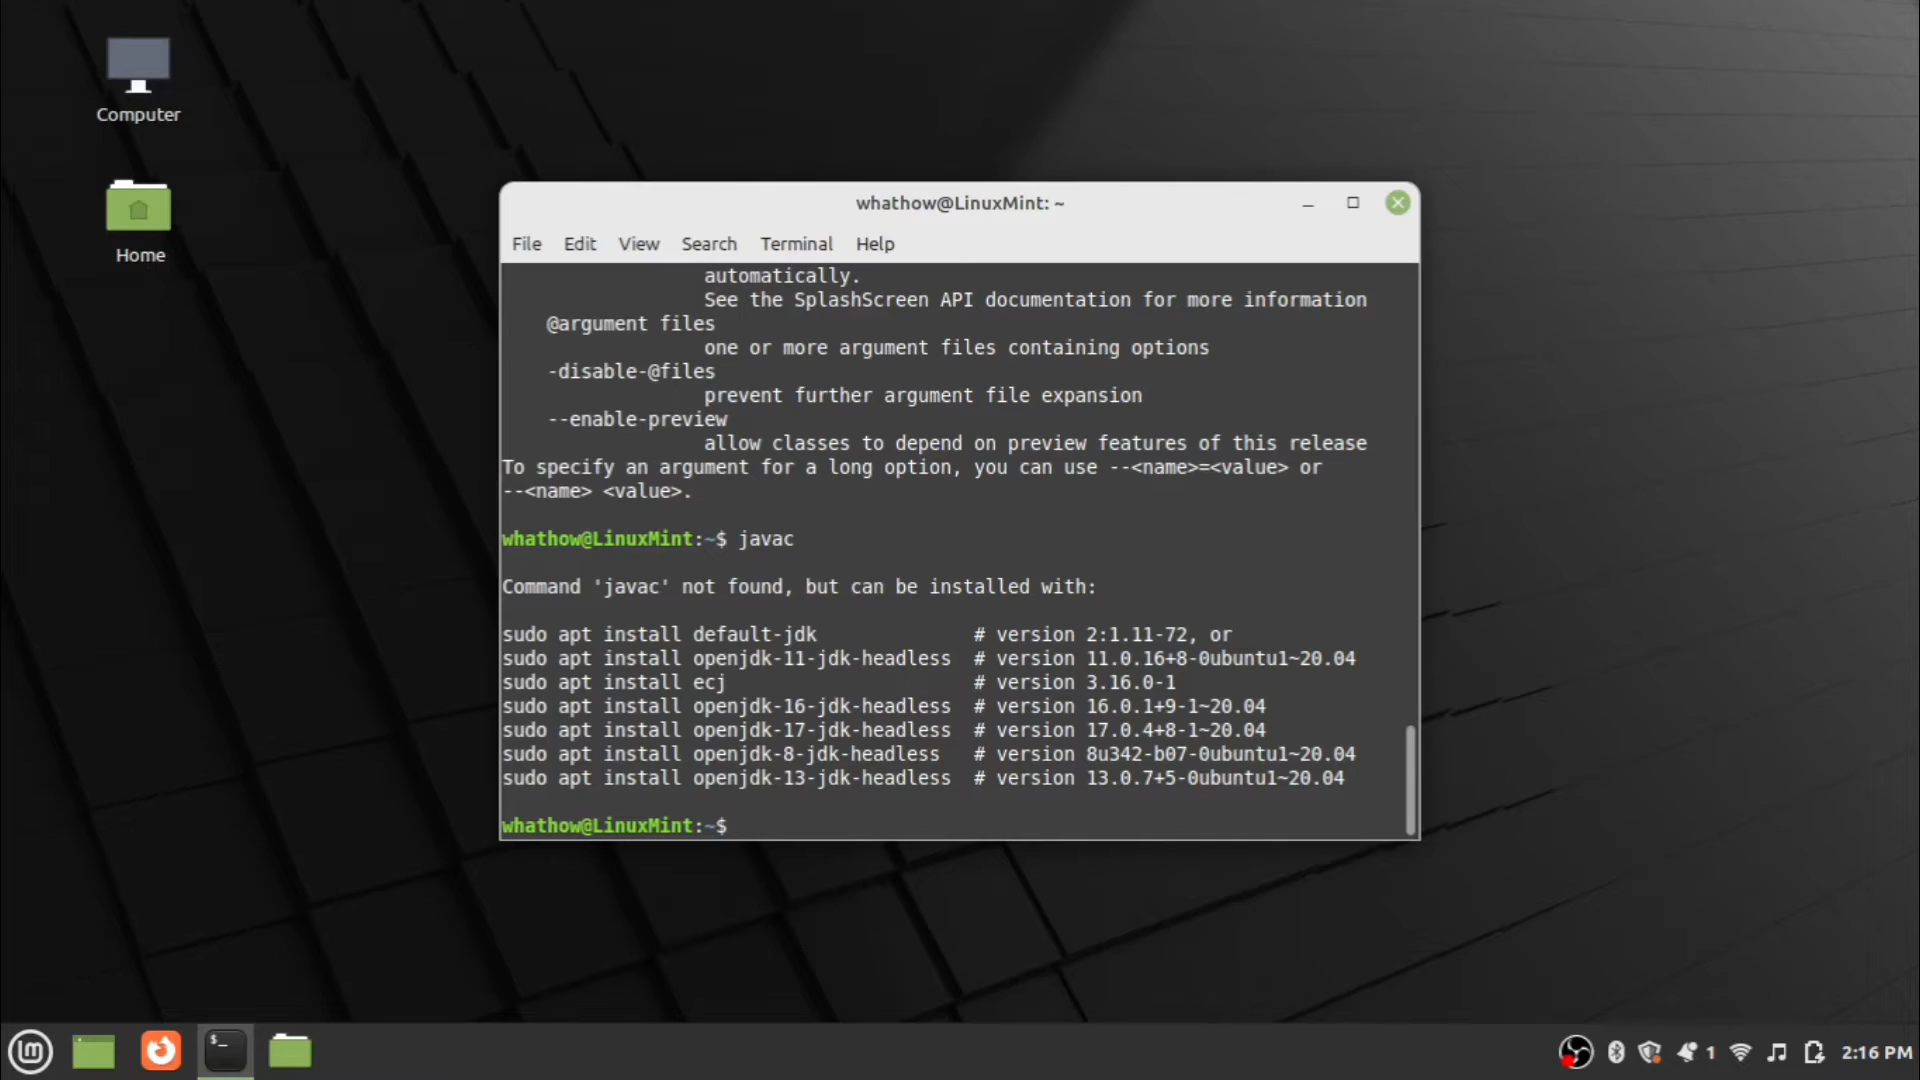 Computer
Home
whathow@LinuxMint: ~
File Edit View Search Terminal Help
automatically.
See the SplashScreen API documentation for more information
@argument files
one or more argument files containing options
-disable-@files
prevent further argument file expansion
--enable-preview
allow classes to depend on preview features of this release
To specify an argument for a long option, you can use --<name>=<value> or
--<name> <value>.
whathow@LinuxMint:~$ javac
Command 'javac' not found, but can be installed with:
sudo apt install default-jdk # version 2:1.11-72, or
sudo apt install openjdk-11-jdk-headless # version 11.0.16+8-0ubuntu1~20.04
sudo apt install ecj # version 3.16.0-1
sudo apt install openjdk-16-jdk-headless # version 16.0.1+9-1~20.04
sudo apt install openjdk-17-jdk-headless # version 17.0.4+8-1~20.04
sudo apt install openjdk-8-jdk-headless # version 8u342-b07-0ubuntu1~20.04
sudo apt install openjdk-13-jdk-headless # version 13.0.7+5-0ubuntu1~20.04
whathow@LinuxMint:~$
$_
1 2:16 PM